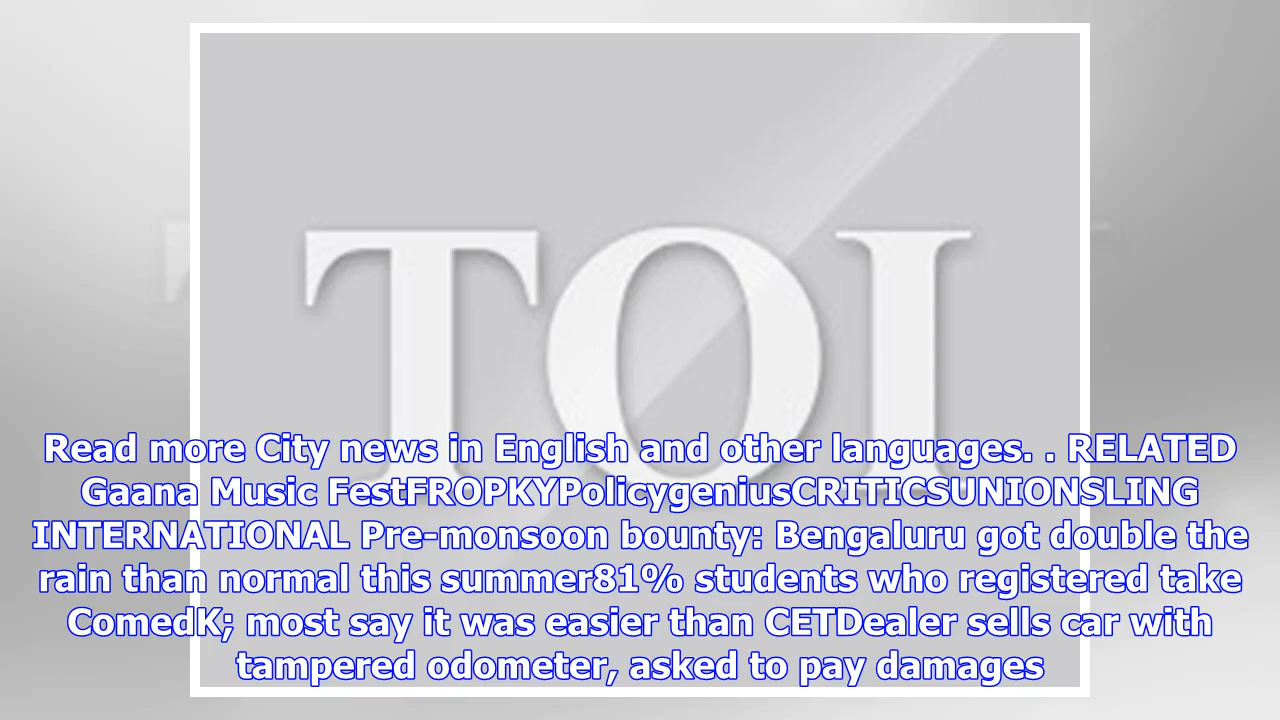 TOI
Read more City news in English and other languages. . RELATED
Gaana Music FestFROPKYPolicygeniusCRITICSUNIONSLING
INTERNATIONAL Pre-monsoon bounty: Bengaluru got double the
rain than normal this summer81% students who registered take
ComedK; most say it was easier than CETDealer sells car with
tampered odometer, asked to pay damages